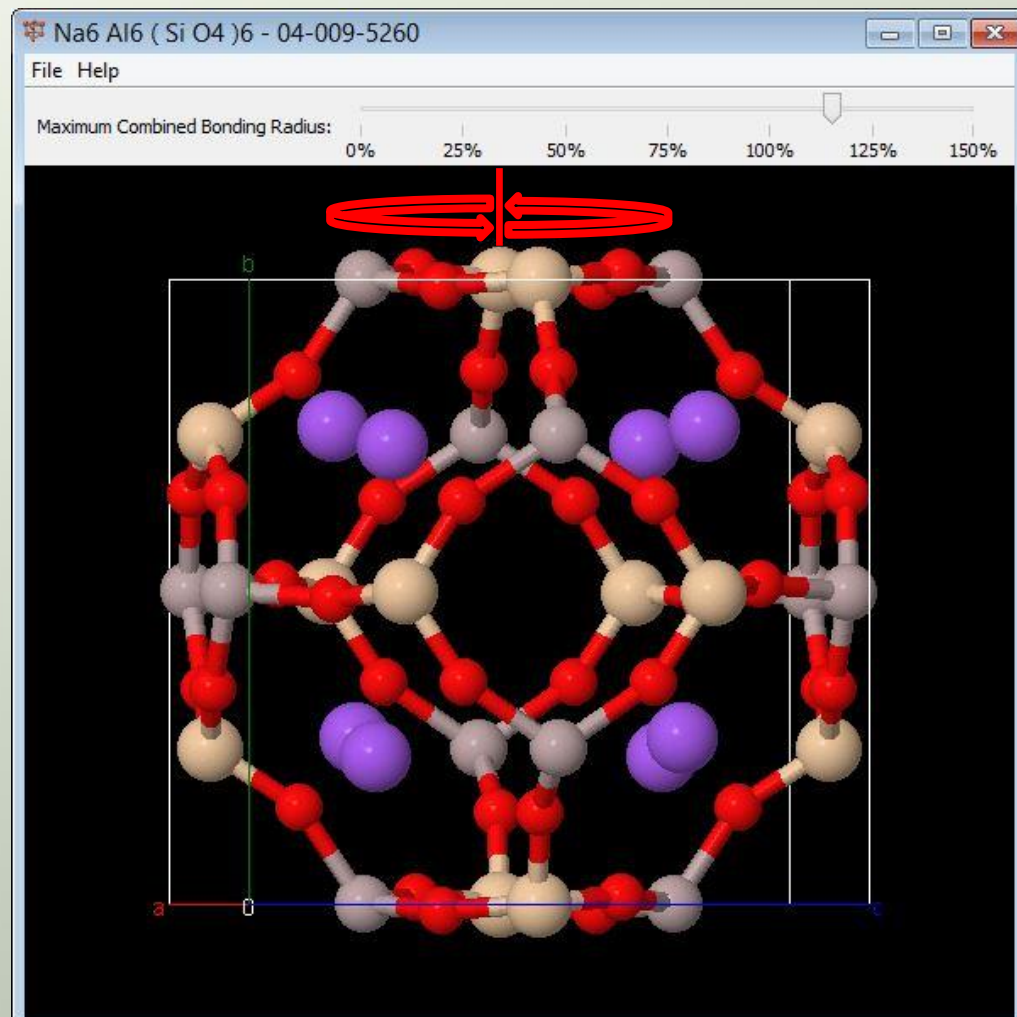 Na6 Al6 ( Si O4 )6 - 04-009-5260
File Help
Maximum Combined Bonding Radius:
0% 25% 50% 75% 100% 125% 150%
b
a 0 c